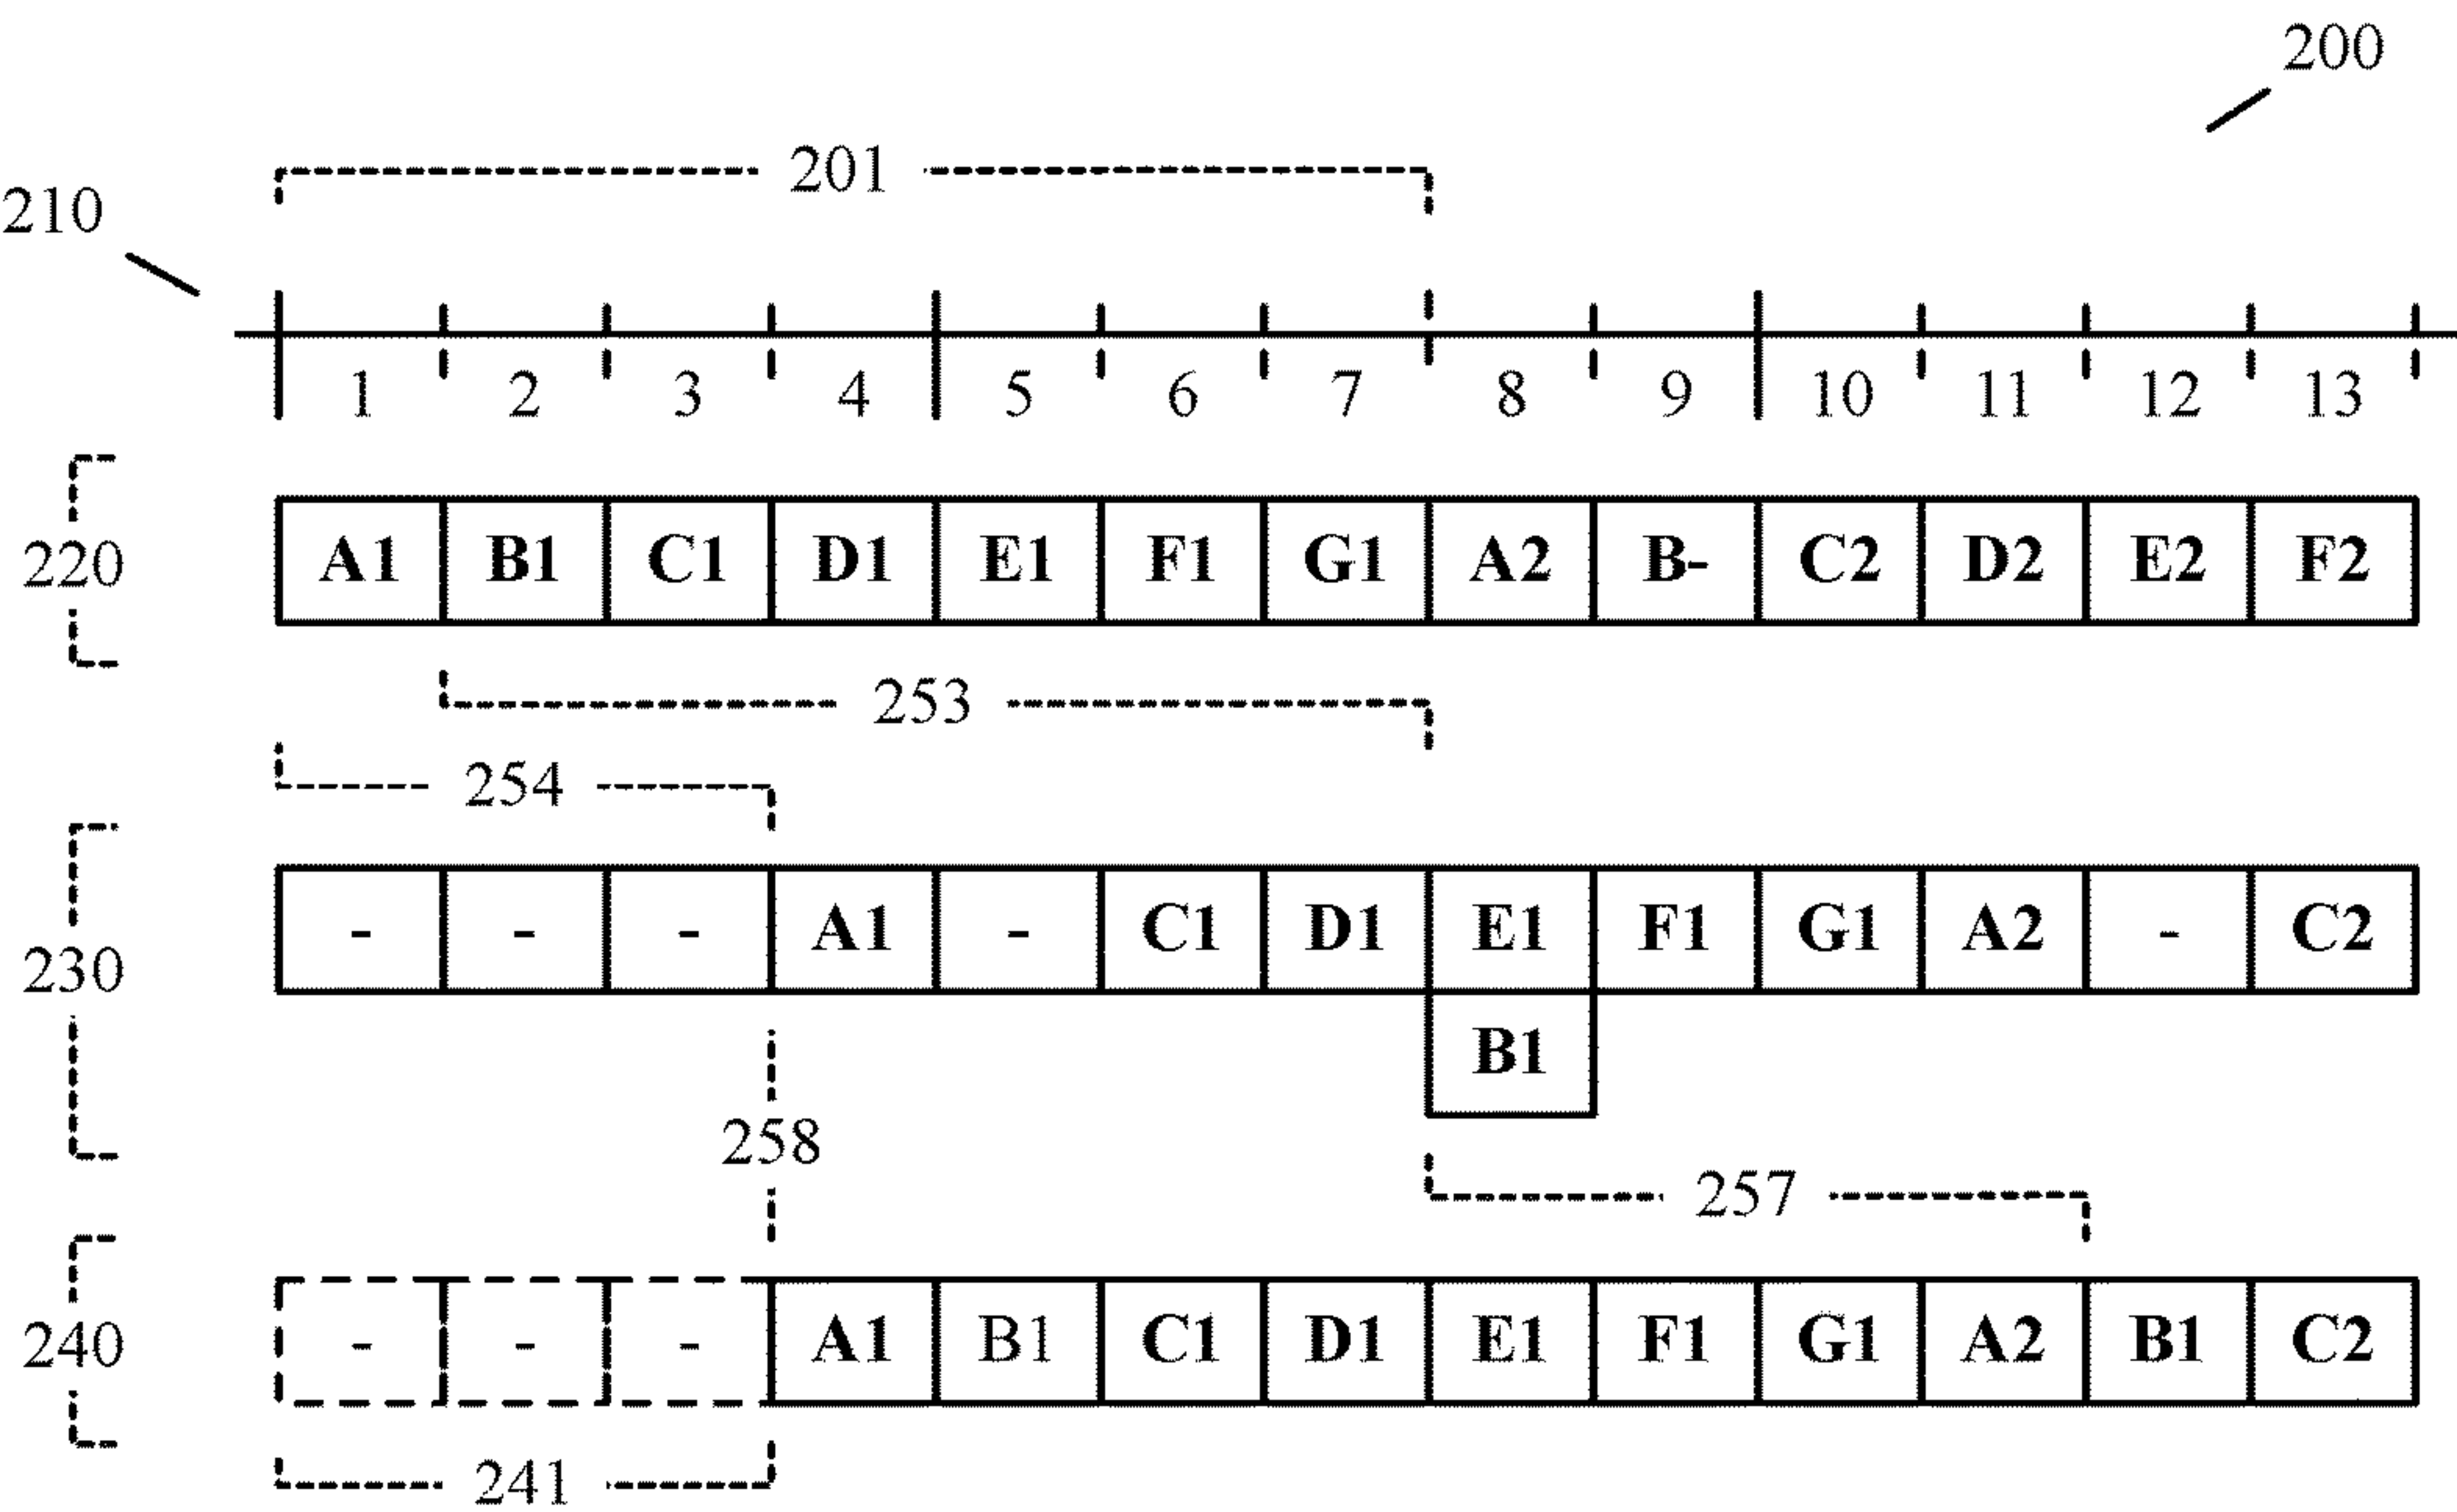 200
201
210
1 2 3 4 5 6 7 8 9 10 11 12 13
220 A1 B1 C1 D1 E1 F1 G1 A2 B- C2 D2 E2 F2
253
254
230 - - - A1 - C1 D1 E1 F1 G1 A2 - C2
B1
258
257
240 - - - A1 B1 C1 D1 E1 F1 G1 A2 B1 C2
241